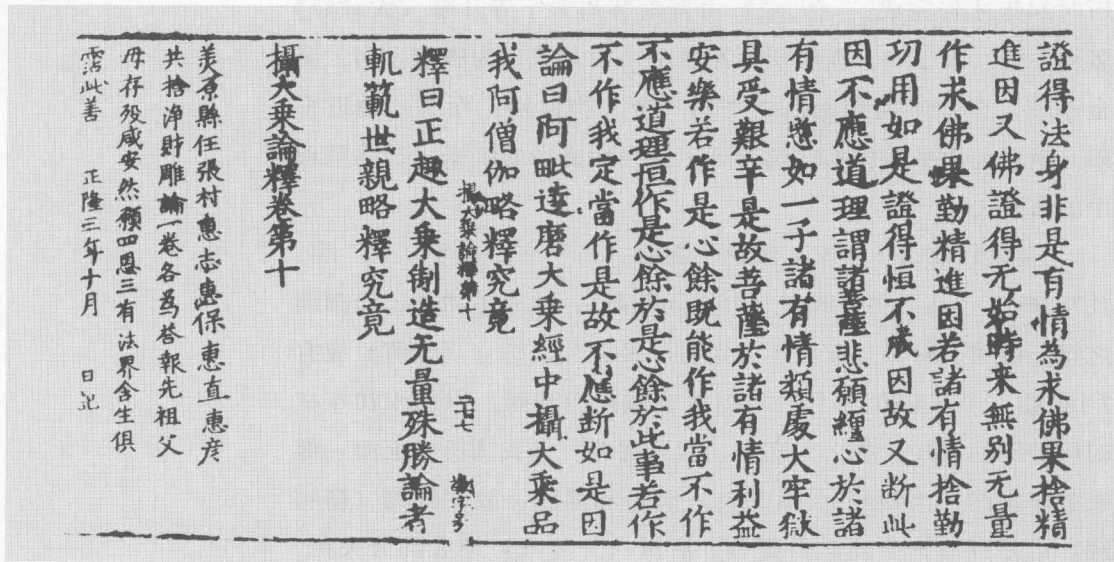 證得法身非是有情為求佛果捨精
進因又佛證得无始時来無别无量
作求佛果勤精進因若諸有情捨勤
功用如是證得恒不成因故又断此
因不應道理謂諸菩薩悲願纏心於諸
有情愍如一子諸有情類處大牢獄
具受艱辛是故菩薩於諸有情利益
安樂若作是心餘既能作我當不作
不應道理恒作是心餘於是心餘於此事若作
不作我定當作是故不應断如是因
論曰阿毗逹磨大乗經中攝大乗品
我阿僧伽略釋究竟
攝大乗論釋第十
釋曰正趣大乗製造无量殊勝論者
軌範世親略釋究竟
攝大乗論釋卷第十
美原縣任張村惠志惠保惠直惠彦
共捨淨財雕論一卷各為荅報先祖父
母存殁咸安然願四恩三有法界含生俱
霑此善 正隆三年十月 日記